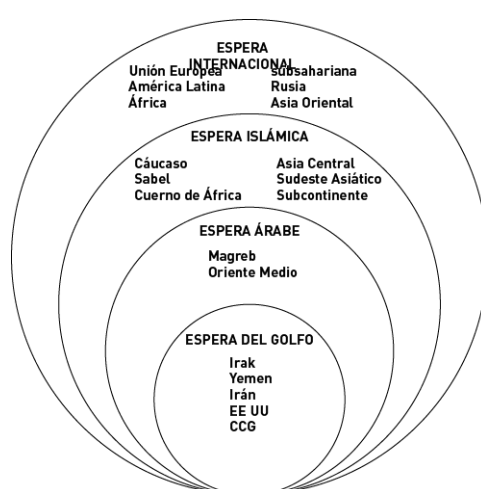 ESPERA
INTERNACIONAL
Unión Europea
América Latina
África
subsahariana
Rusia
Asia Oriental
ESPERA ISLÁMICA
Cáucaso
Sabel
Cuerno de África
Asia Central
Sudeste Asiático
Subcontinente
ESPERA ÁRABE
Magreb
Oriente Medio
ESPERA DEL GOLFO
Irak
Yemen
Irán
EE UU
CCG